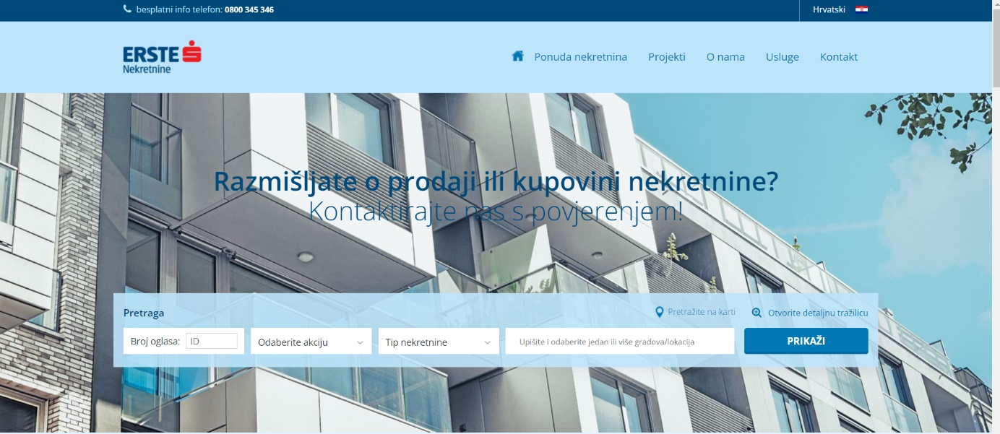 besplatni info telefon: 0800 345 346
Hrvatski
ERSTE
Nekretnine
Ponuda nekretnina
Projekti
O nama
Usluge
Kontakt
Razmišljate o prodaji ili kupovini nekretnine?
Kontaktirajte nas s povjerenjem!
Pretraga
Pretražite na karti
Otvorite detaljnu tražilicu
Broj oglasa:
ID
Odaberite akciju
Tip nekretnine
Upišite i odaberite jedan ili više gradova/lokacija
PRIKAŽI